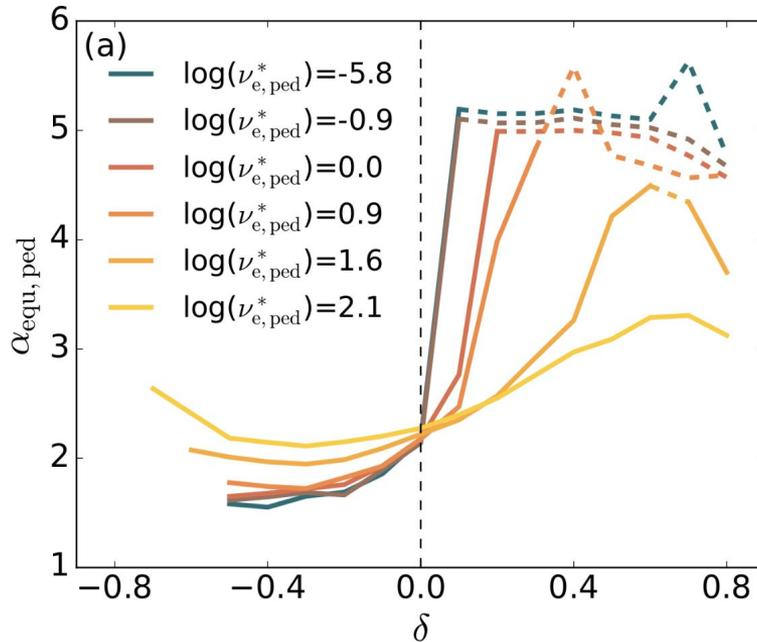 (a)
log(ν*e,ped)=-5.8
log(ν*e,ped)=-0.9
log(ν*e,ped)=0.0
log(ν*e,ped)=0.9
log(ν*e,ped)=1.6
log(ν*e,ped)=2.1
6
5
4
3
2
1
αequ,ped
−0.8 −0.4 0.0 0.4 0.8
δ